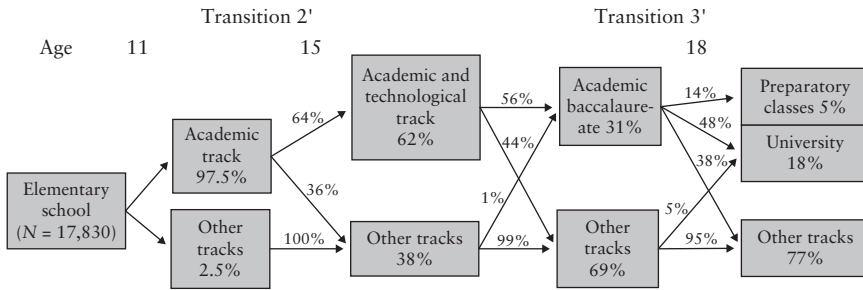 Transition 2' Transition 3'
Age 11 15 18
Elementary
school
(N = 17,830)
Academic
track
97.5%
Other
tracks
2.5%
64%
36%
100%
Academic and
technological
track
62%
Other tracks
38%
56%
44%
1%
99%
Academic
baccalaure-
ate 31%
Other
tracks
69%
14%
48%
38%
5%
95%
Preparatory
classes 5%
University
18%
Other tracks
77%